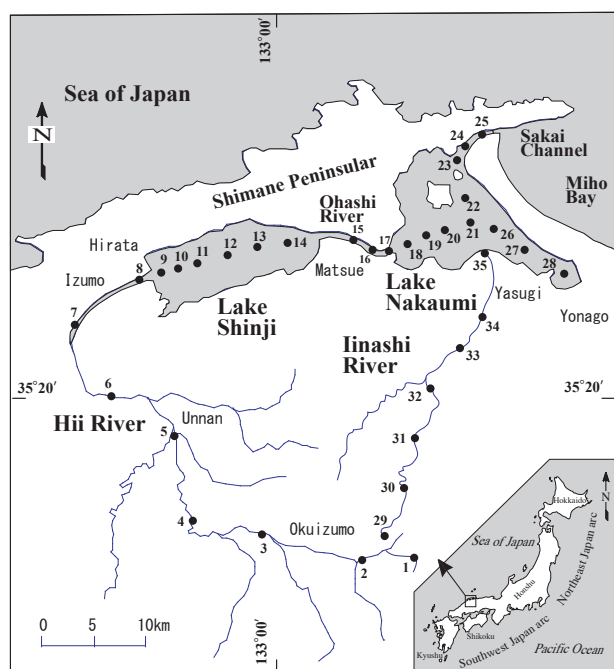 133°00′
Sea of Japan
N
25
24
Sakai
Channel
23
Shimane Peninsular
Miho
Bay
Ohashi
River
22
Hirata
15
17
21
26
20
19
13
14
12
16
18
27
11
10
9
8
Matsue
35
Izumo
Lake
Nakaumi
28
Lake
Shinji
Yasugi
7
34
Yonago
Iinashi
River
33
35°20′
35°20′
6
32
Unnan
Hii River
5
31
30
N
Hokkaido
29
4
Okuizumo
3
2
1
Sea of Japan
Northeast Japan arc
Honshu
0
5
10km
Shikoku
Kyushu
Southwest Japan arc
Pacific Ocean
133°00′